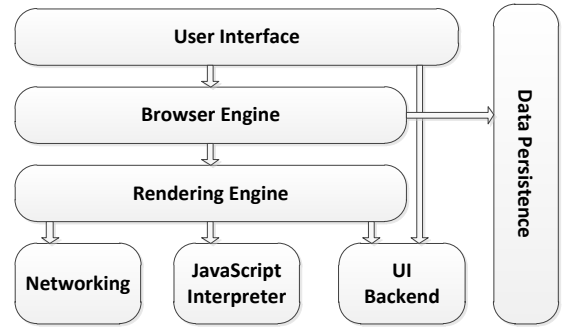 User Interface
Browser Engine
Data Persistence
Rendering Engine
Networking
JavaScript
Interpreter
UI
Backend